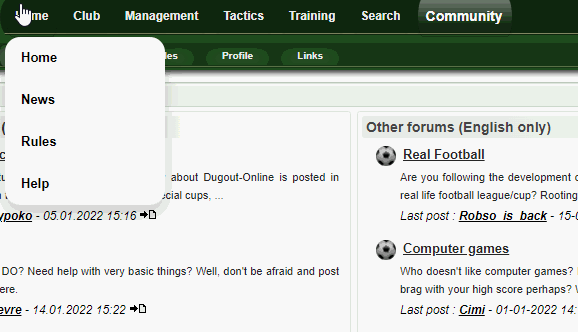 Club Management Tactics Training Search Community
Profile Links
Home
News
Rules
Help
Other forums (English only)
Real Football
about Dugout-Online is posted in
Are you following the development
cial cups, ...
real life football league/cup? Rooting
ypoko - 05.01.2022 15:16
Last post : Robso_is_back - 15-0
Computer games
DO? Need help with very basic things? Well, don't be afraid and post
Who doesn't like computer games?
ere.
brag with your high score perhaps? W
evre - 14.01.2022 15:22
Last post : Cimi - 01-01-2022 14: